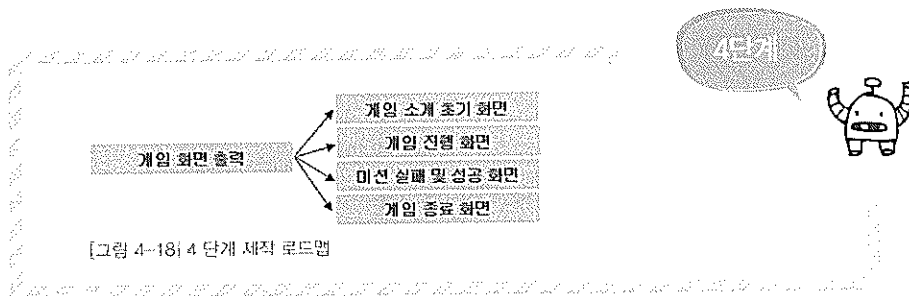 4단계
게임 소개 초기 화면
게임 진행 화면
게임 화면 출력
미션 실패 및 성공 화면
게임 종료 화면
[그림 4-18] 4 단계 제작 로드맵